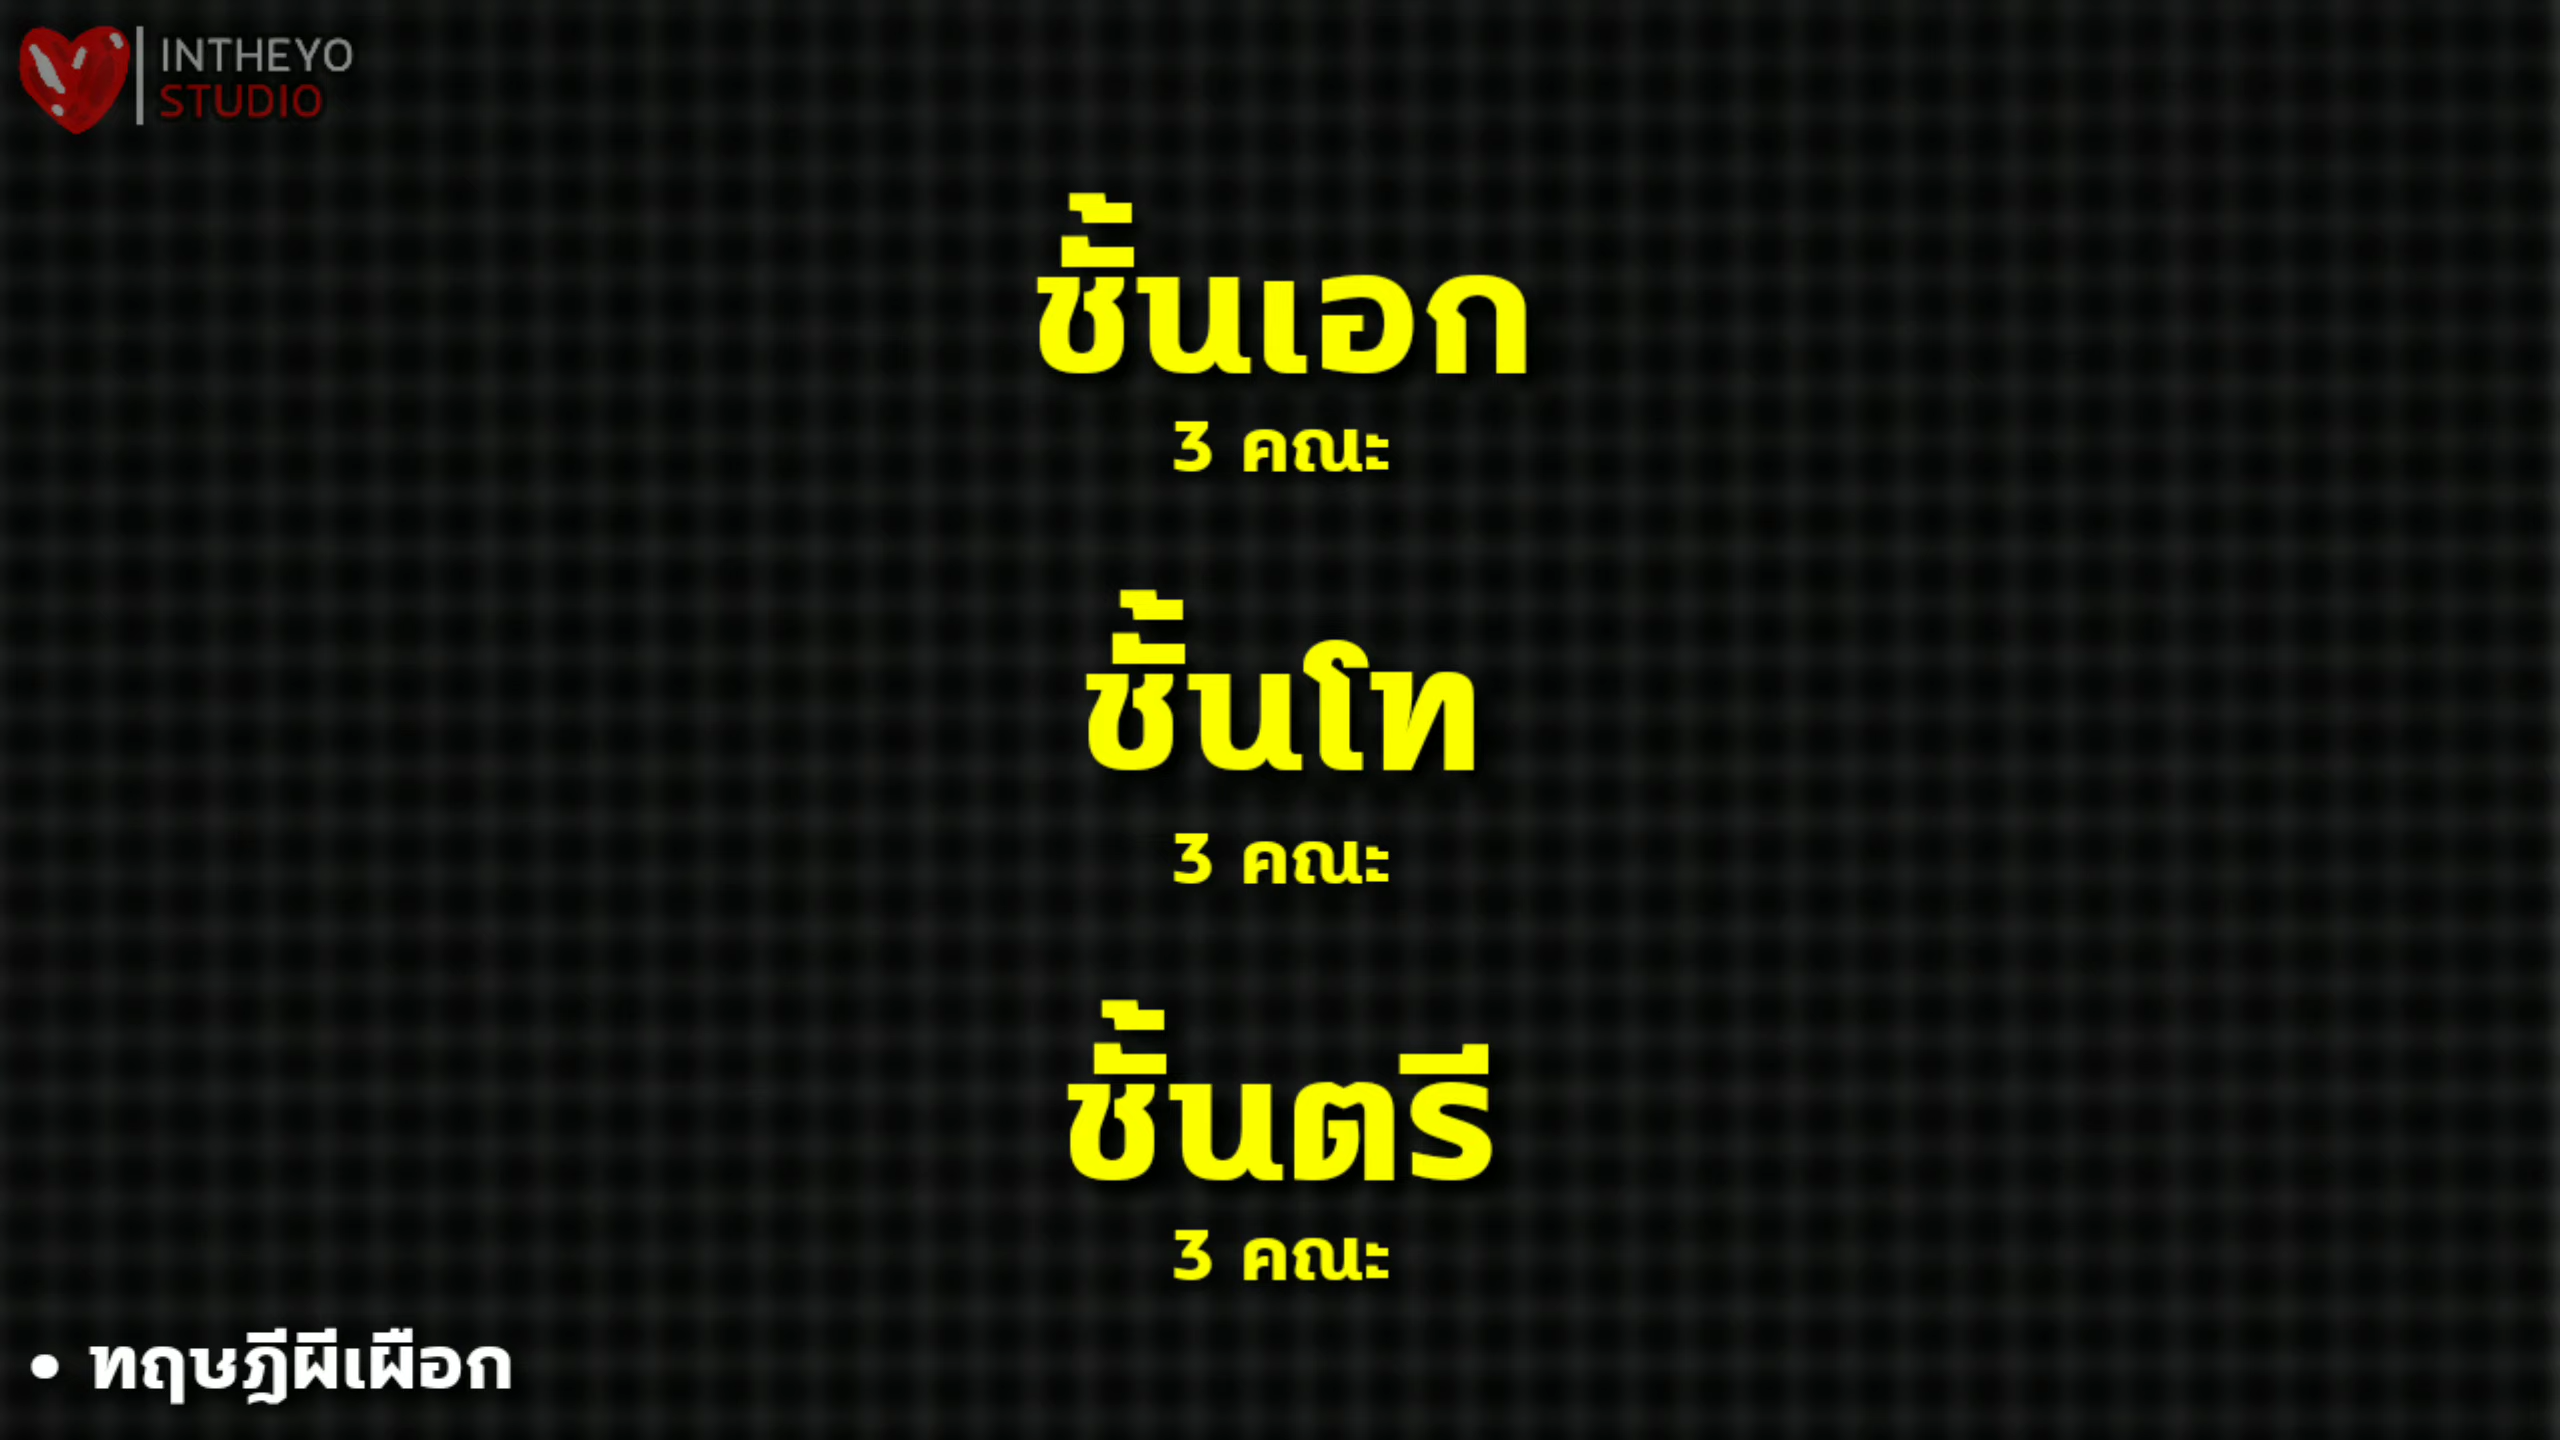 INTHEYO
STUDIO
ชั้นเอก
3 คณะ
ชั้นโท
3 คณะ
ชั้นตรี
3 คณะ
• ทฤษฎีผีเผือก